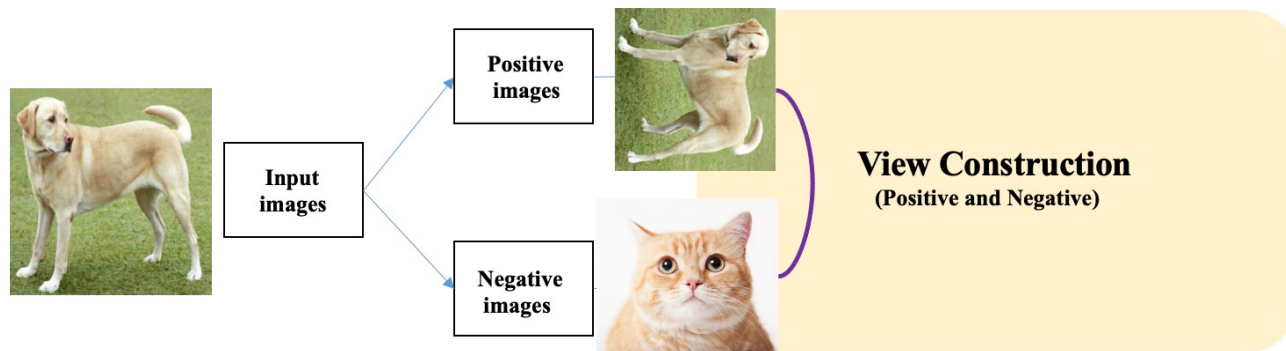 Positive
images
Input
images
Negative
images
View Construction
(Positive and Negative)